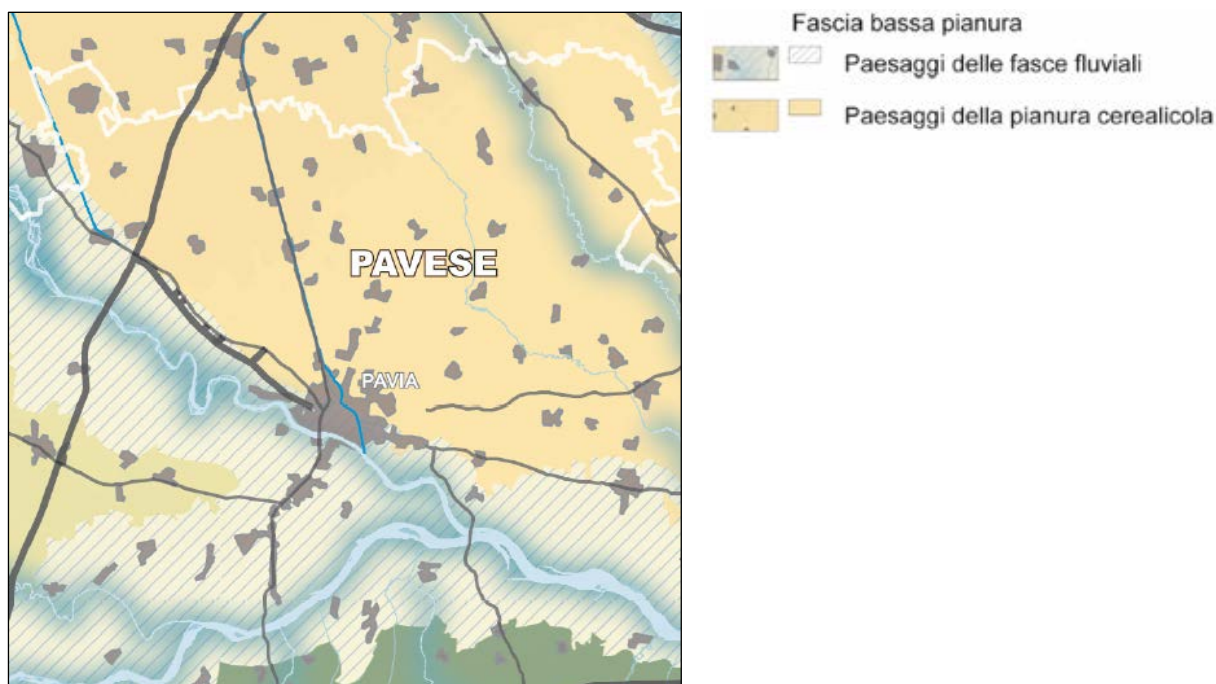 PAVESE
PAVIA
Fascia bassa pianura
Paesaggi delle fasce fluviali
Paesaggi della pianura cerealicola